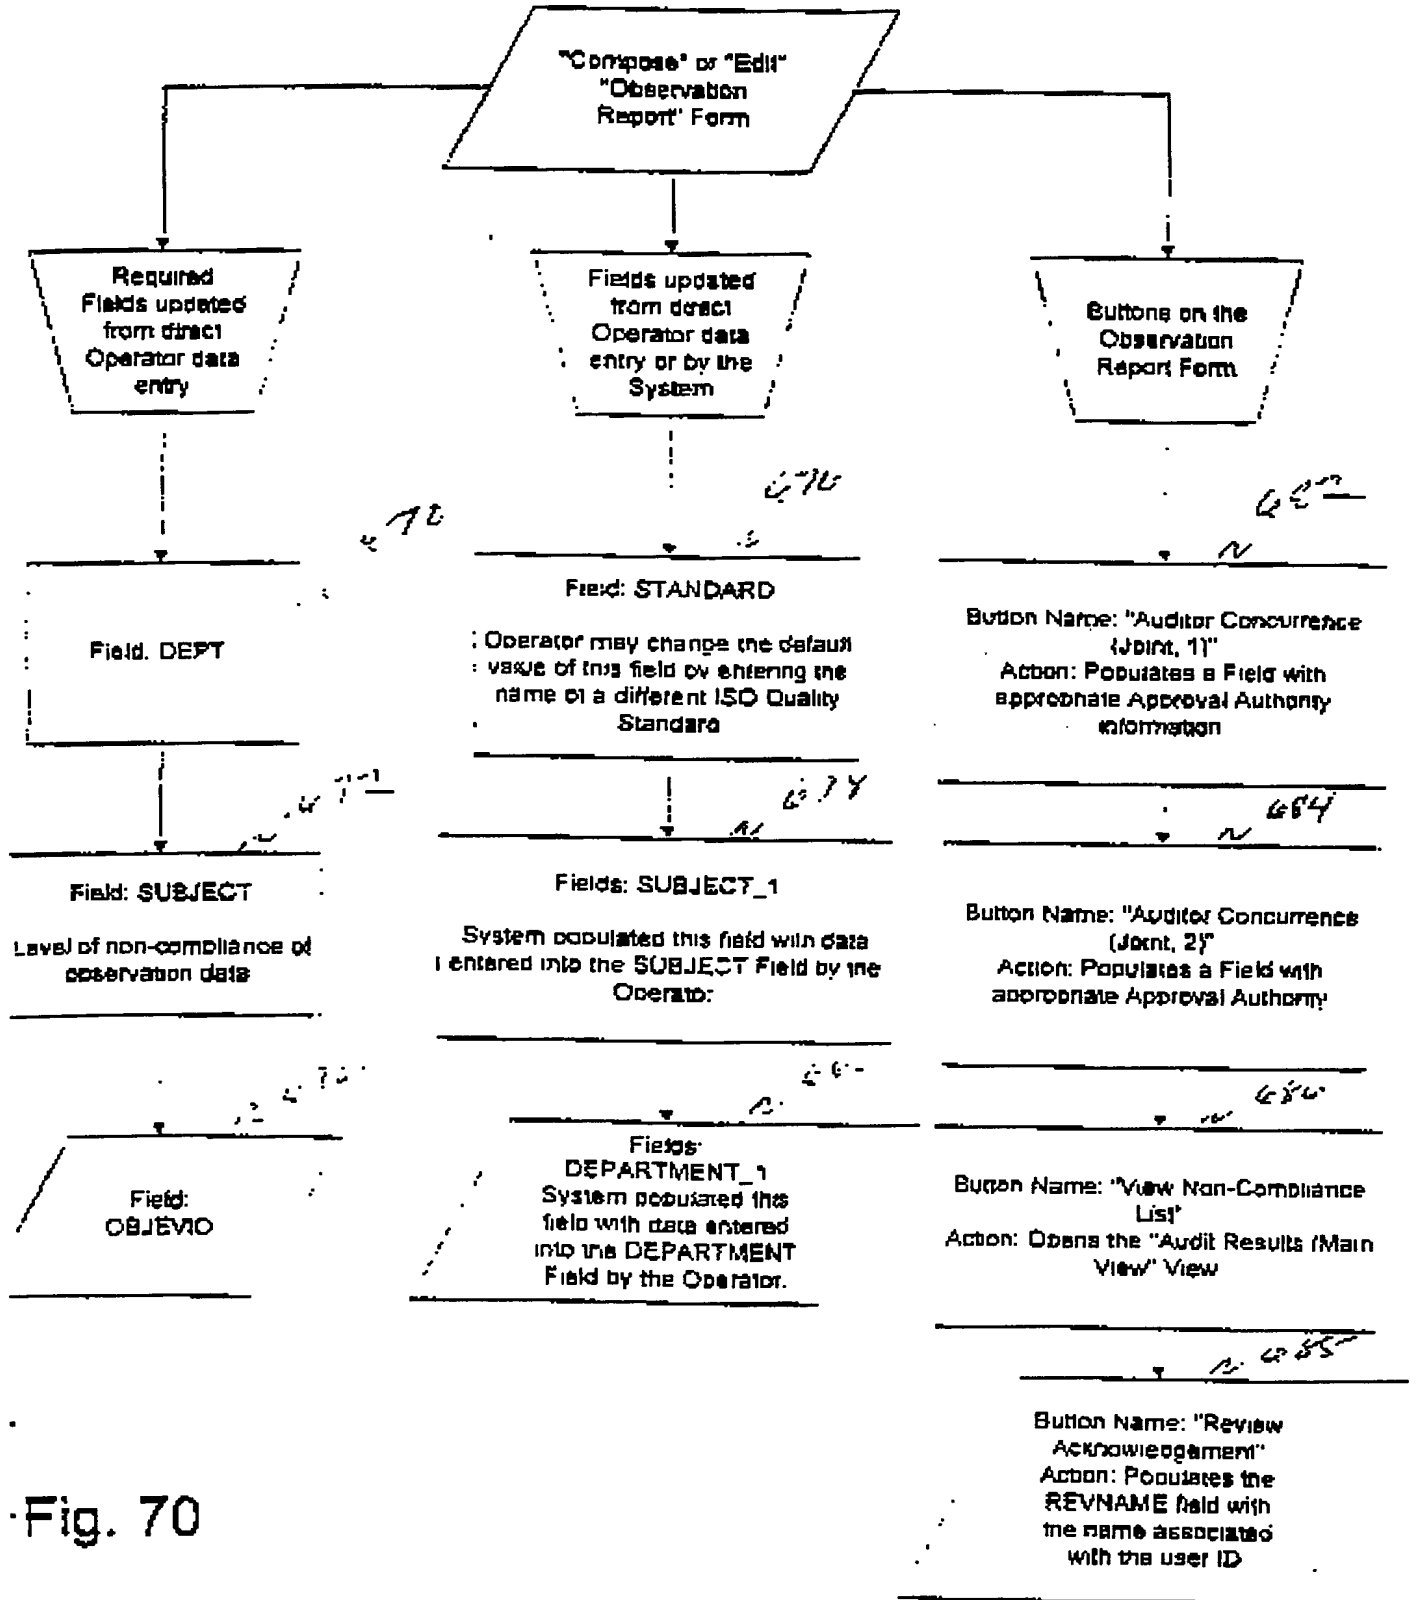 "Compose" or "Edit"
"Observation
Report" Form
Required
Fields updated
from direct
Operator data
entry
Fields updated
from direct
Operator data
entry or by the
System
Buttons on the
Observation
Report Form
Field. DEPT
Field: SUBJECT
Level of non-compliance of
observation data
Field:
Field: STANDARD
Operator may change the default
value of this field by entering the
name of a different ISO Quality
Standard
674
Fields: SUBJECT_1
System populated this field with data
entered into the SUBJECT Field by the
Operator.
Fields:
DEPARTMENT_1
System populated this
field with data entered
into the DEPARTMENT
Field by the Operator.
Button Name: "Auditor Concurrence
(Joint, 1)"
Action: Populates a Field with
appropriate Approval Authority
information
684
Button Name: "Auditor Concurrence
(Joint, 2)"
Action: Populates a Field with
appropriate Approval Authority
Button Name: "View Non-Compliance
List"
Action: Opens the "Audit Results (Main
View" View
Button Name: "Review
Acknowledgement"
Action: Populates the
REVNAME field with
the name associated
with the user ID
Fig. 70